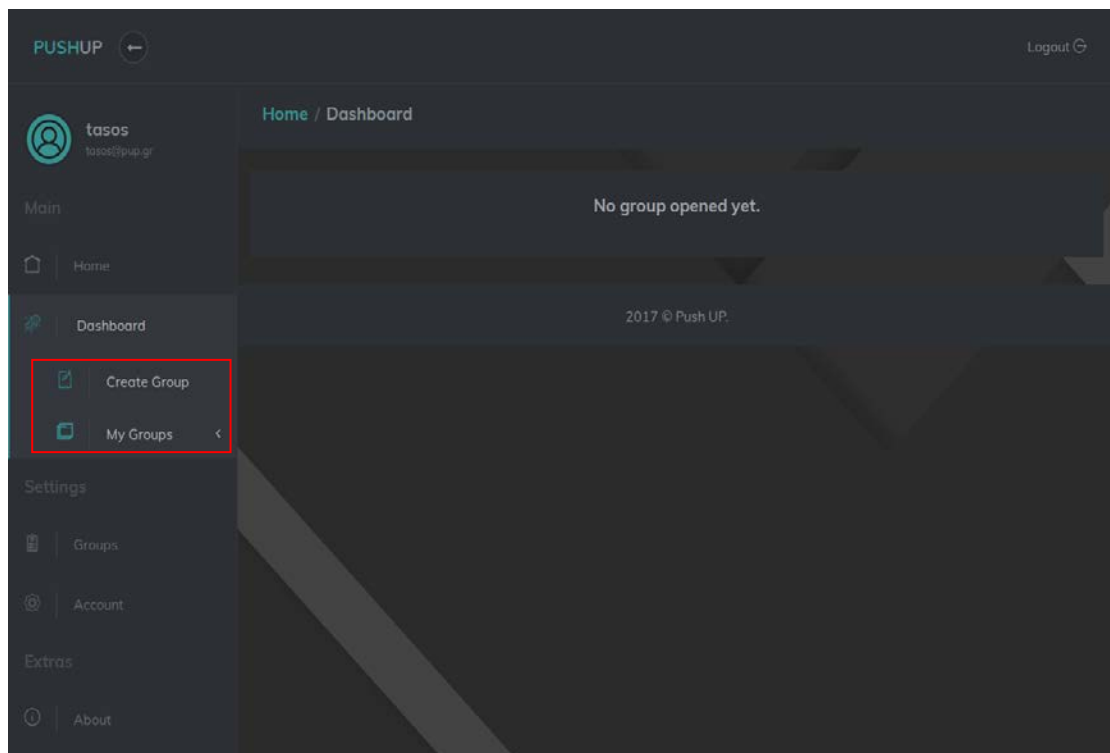 PUSHUP
Logout
Home / Dashboard
tasos
tasos@pup.gr
Main
No group opened yet.
Home
Dashboard
2017 © Push UP.
Create Group
My Groups
Settings
Groups
Account
Extras
About